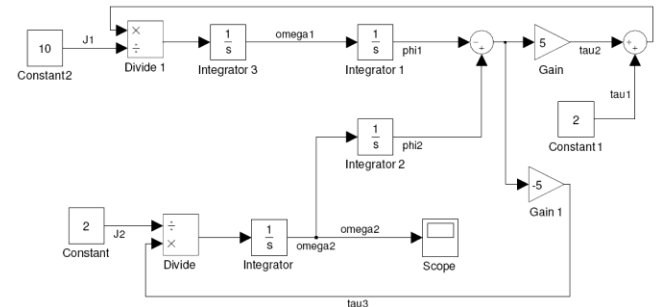 J1
×
÷
10
Constant2
Divide 1
1
s
Integrator 3
omega1
1
s
Integrator 1
phi1
-
+
5
Gain
tau2
+
+
tau1
2
Constant 1
1
s
Integrator 2
phi2
-5
Gain 1
2
Constant
J2
÷
×
Divide
1
s
Integrator
omega2
omega2
Scope
tau3